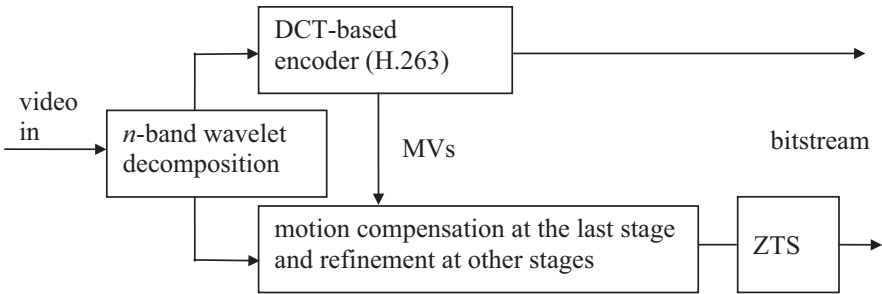 DCT-based
encoder (H.263)
video
in
n-band wavelet
decomposition
MVs
bitstream
motion compensation at the last stage
and refinement at other stages
ZTS